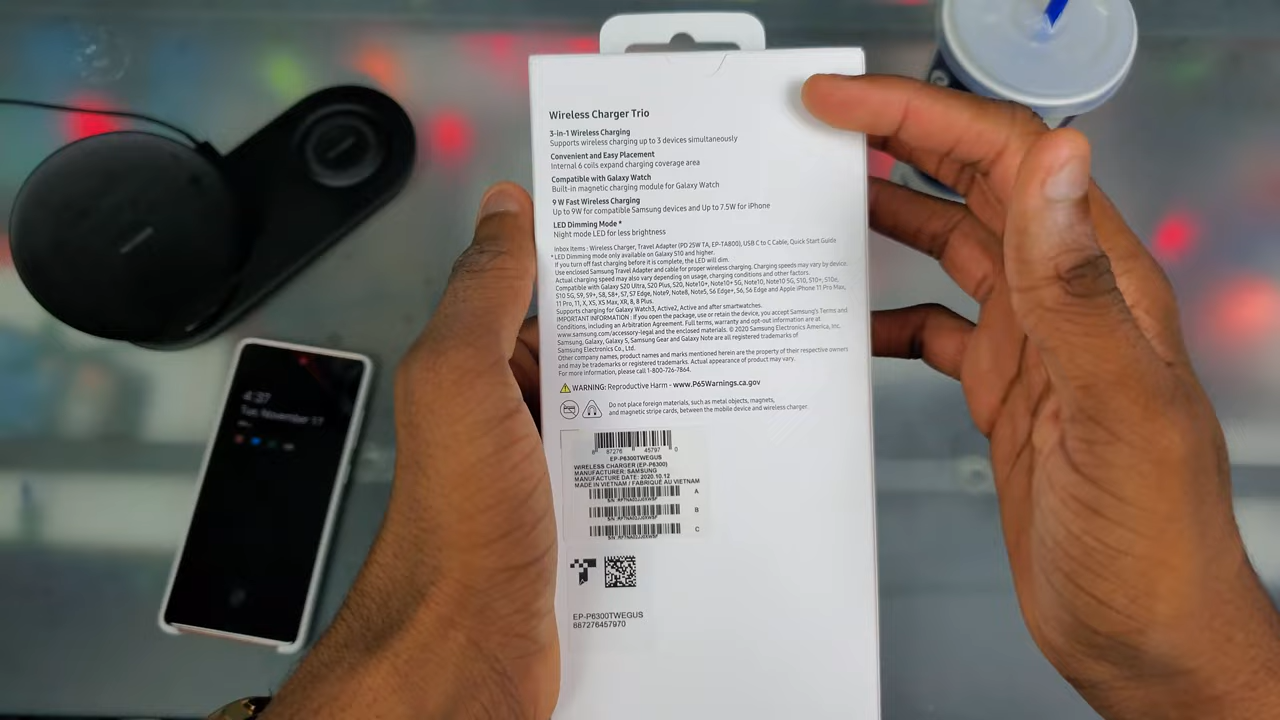 Wireless Charger Trio
3-in-1 Wireless Charging
Supports wireless charging up to 3 devices simultaneously
Convenient and Easy Placement
Internal 6 coils expand charging coverage area
Compatible with Galaxy Watch
Built-in magnetic charging module for Galaxy Watch
9 W Fast Wireless Charging
Up to 9W for compatible Samsung devices and Up to 7.5W for iPhone
LED Dimming Mode *
Night mode LED for less brightness
Inbox Items : Wireless Charger, Travel Adapter (PD 25W TA, EP-TA800), USB C to C Cable, Quick Start Guide
* LED Dimming mode only available on Galaxy S10 and higher.
If you turn off fast charging before it is complete, the LED will dim.
Use enclosed Samsung Travel Adapter and cable for proper wireless charging. Charging speeds may vary by device.
Actual charging speed may also vary depending on usage, charging conditions and other factors.
Compatible with Galaxy S20 Ultra, S20 Plus, S20, Note10+, Note10+ 5G, Note10, Note10 5G, S10, S10+, S10e,
S10 5G, S9, S9+, S8, S8+, S7, S7 Edge, Note9, Note8, Note5, S6 Edge+, S6, S6 Edge and Apple iPhone 11 Pro Max,
11 Pro, 11, X, XS, XS Max, XR, 8, 8 Plus.
Supports charging for Galaxy Watch3, Active2, Active and after smartwatches.
IMPORTANT INFORMATION : If you open the package, use or retain the device, you accept Samsung's Terms and
Conditions, including an Arbitration Agreement. Full terms, warranty and opt-out information are at
www.samsung.com/accessory-legal and the enclosed materials. © 2020 Samsung Electronics America, Inc.
Samsung, Galaxy, Galaxy S, Samsung Gear and Galaxy Note are all registered trademarks of
Samsung Electronics Co., Ltd.
Other company names, product names and marks mentioned herein are the property of their respective owners
and may be trademarks or registered trademarks. Actual appearance of product may vary.
For more information, please call 1-800-726-7864.
WARNING: Reproductive Harm - www.P65Warnings.ca.gov
Do not place foreign materials, such as metal objects, magnets,
and magnetic stripe cards, between the mobile device and wireless charger.
8 87276 45797 0
EP-P6300TWEGUS
WIRELESS CHARGER (EP-P6300)
MANUFACTURER: SAMSUNG
MANUFACTURE DATE: 2020.10.12
MADE IN VIETNAM / FABRIQUÉ AU VIETNAM
A
B
C
EP-P6300TWEGUS
887276457970
4:37
Tue, November 17